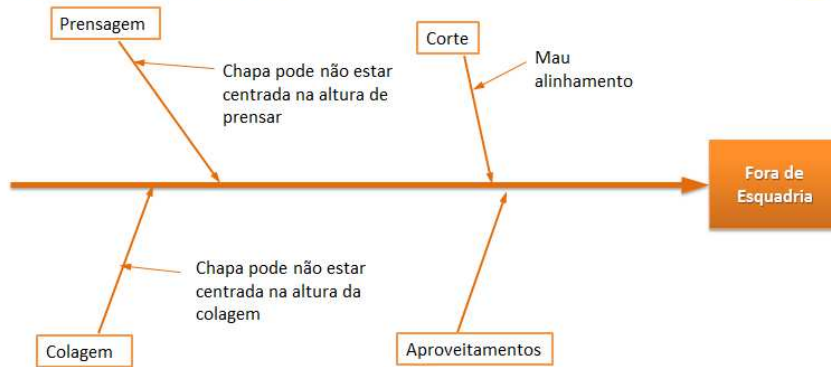 Prensagem
Chapa pode não estar
centrada na altura de
prensar
Corte
Mau
alinhamento
Fora de
Esquadria
Chapa pode não estar
centrada na altura da
colagem
Colagem
Aproveitamentos